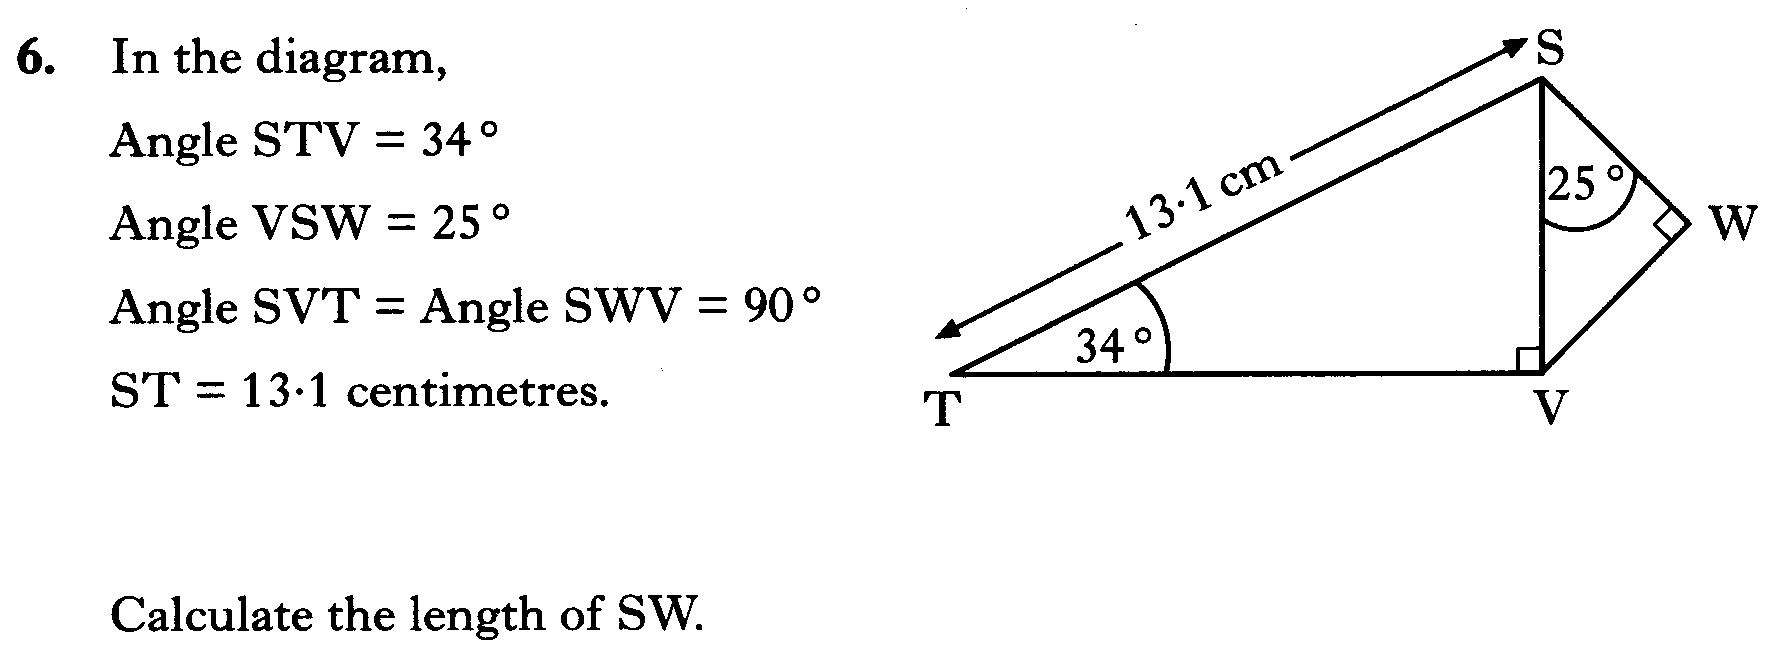 6. In the diagram,
Angle STV = 34°
Angle VSW = 25°
Angle SVT = Angle SWV = 90°
ST = 13·1 centimetres.
S
13·1 cm
25°
W
34°
T
V
Calculate the length of SW.